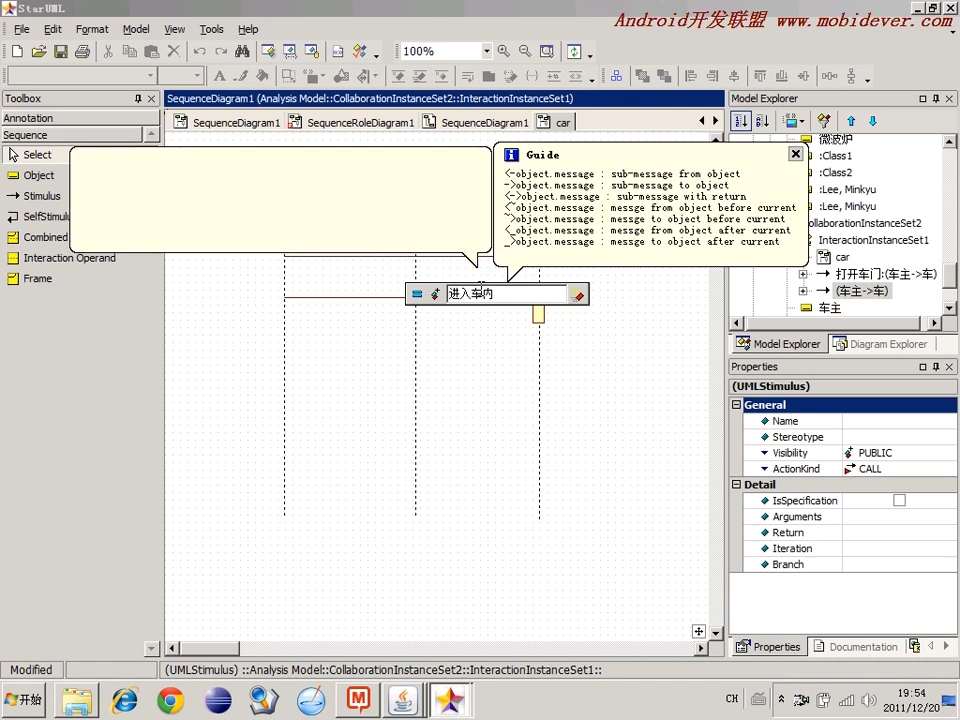 StarUML
Android开发联盟 www.mobidever.com
File Edit Format Model View Tools Help
100%
Toolbox
Annotation
Sequence
Select
Object
Stimulus
SelfStimulu
Combined
Interaction Operand
Frame
SequenceDiagram1 (Analysis Model::CollaborationInstanceSet2::InteractionInstanceSet1)
SequenceDiagram1 SequenceRoleDiagram1 SequenceDiagram1 car
Guide
<-object.message : sub-message from object
->object.message : sub-message to object
<->object.message : sub-message with return
<~object.message : messge from object before current
~>object.message : messge to object before current
<_object.message : messge from object after current
_>object.message : messge to object after current
进入车内
Model Explorer
微波炉
:Class1
:Class2
:Lee, Minkyu
:Lee, Minkyu
ollaborationInstanceSet2
InteractionInstanceSet1
car
打开车门:(车主->车)
(车主->车)
车主
Model Explorer Diagram Explorer
Properties
(UMLStimulus)
General
Name
Stereotype
Visibility PUBLIC
ActionKind CALL
Detail
IsSpecification
Arguments
Return
Iteration
Branch
Properties Documentation
Modified
(UMLStimulus) ::Analysis Model::CollaborationInstanceSet2::InteractionInstanceSet1::
开始
CH
19:54
2011/12/20